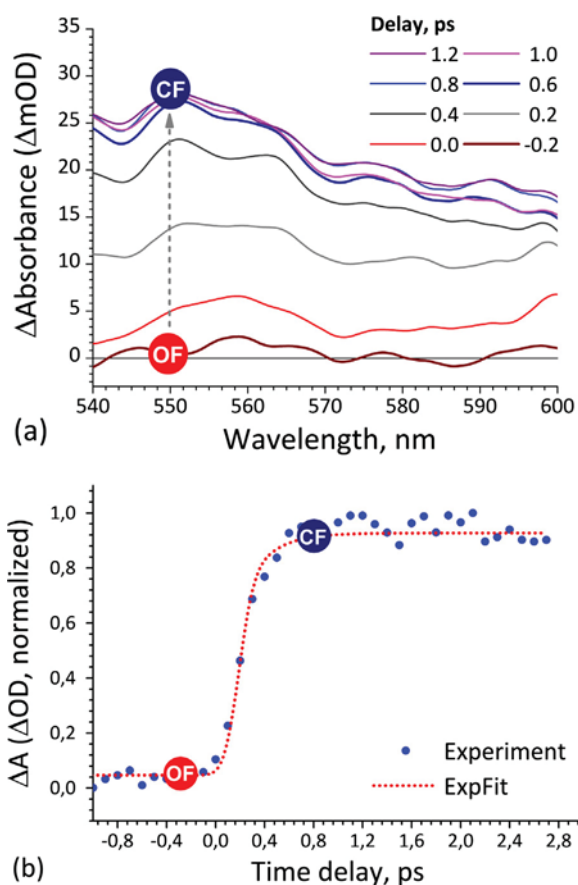 Delay, ps
1.2 1.0
0.8 0.6
0.4 0.2
0.0 -0.2
35
30
25
20
15
10
5
0
ΔAbsorbance (ΔmOD)
CF
OF
540 550 560 570 580 590 600
Wavelength, nm
(a)
1,0
0,8
0,6
0,4
0,2
0,0
ΔA (ΔOD, normalized)
CF
OF
Experiment
ExpFit
-0,8 -0,4 0,0 0,4 0,8 1,2 1,6 2,0 2,4 2,8
Time delay, ps
(b)